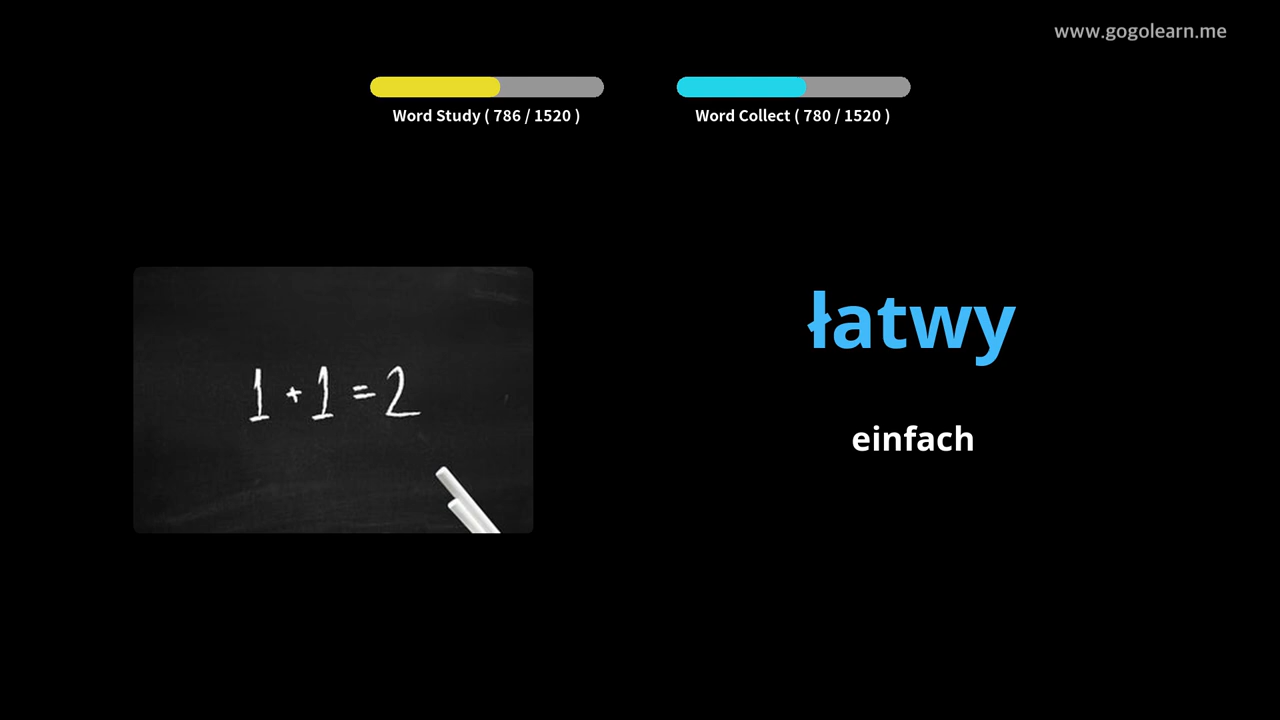 www.gogolearn.me
Word Study ( 786 / 1520 )
Word Collect ( 780 / 1520 )
1 + 1 = 2
łatwy
einfach